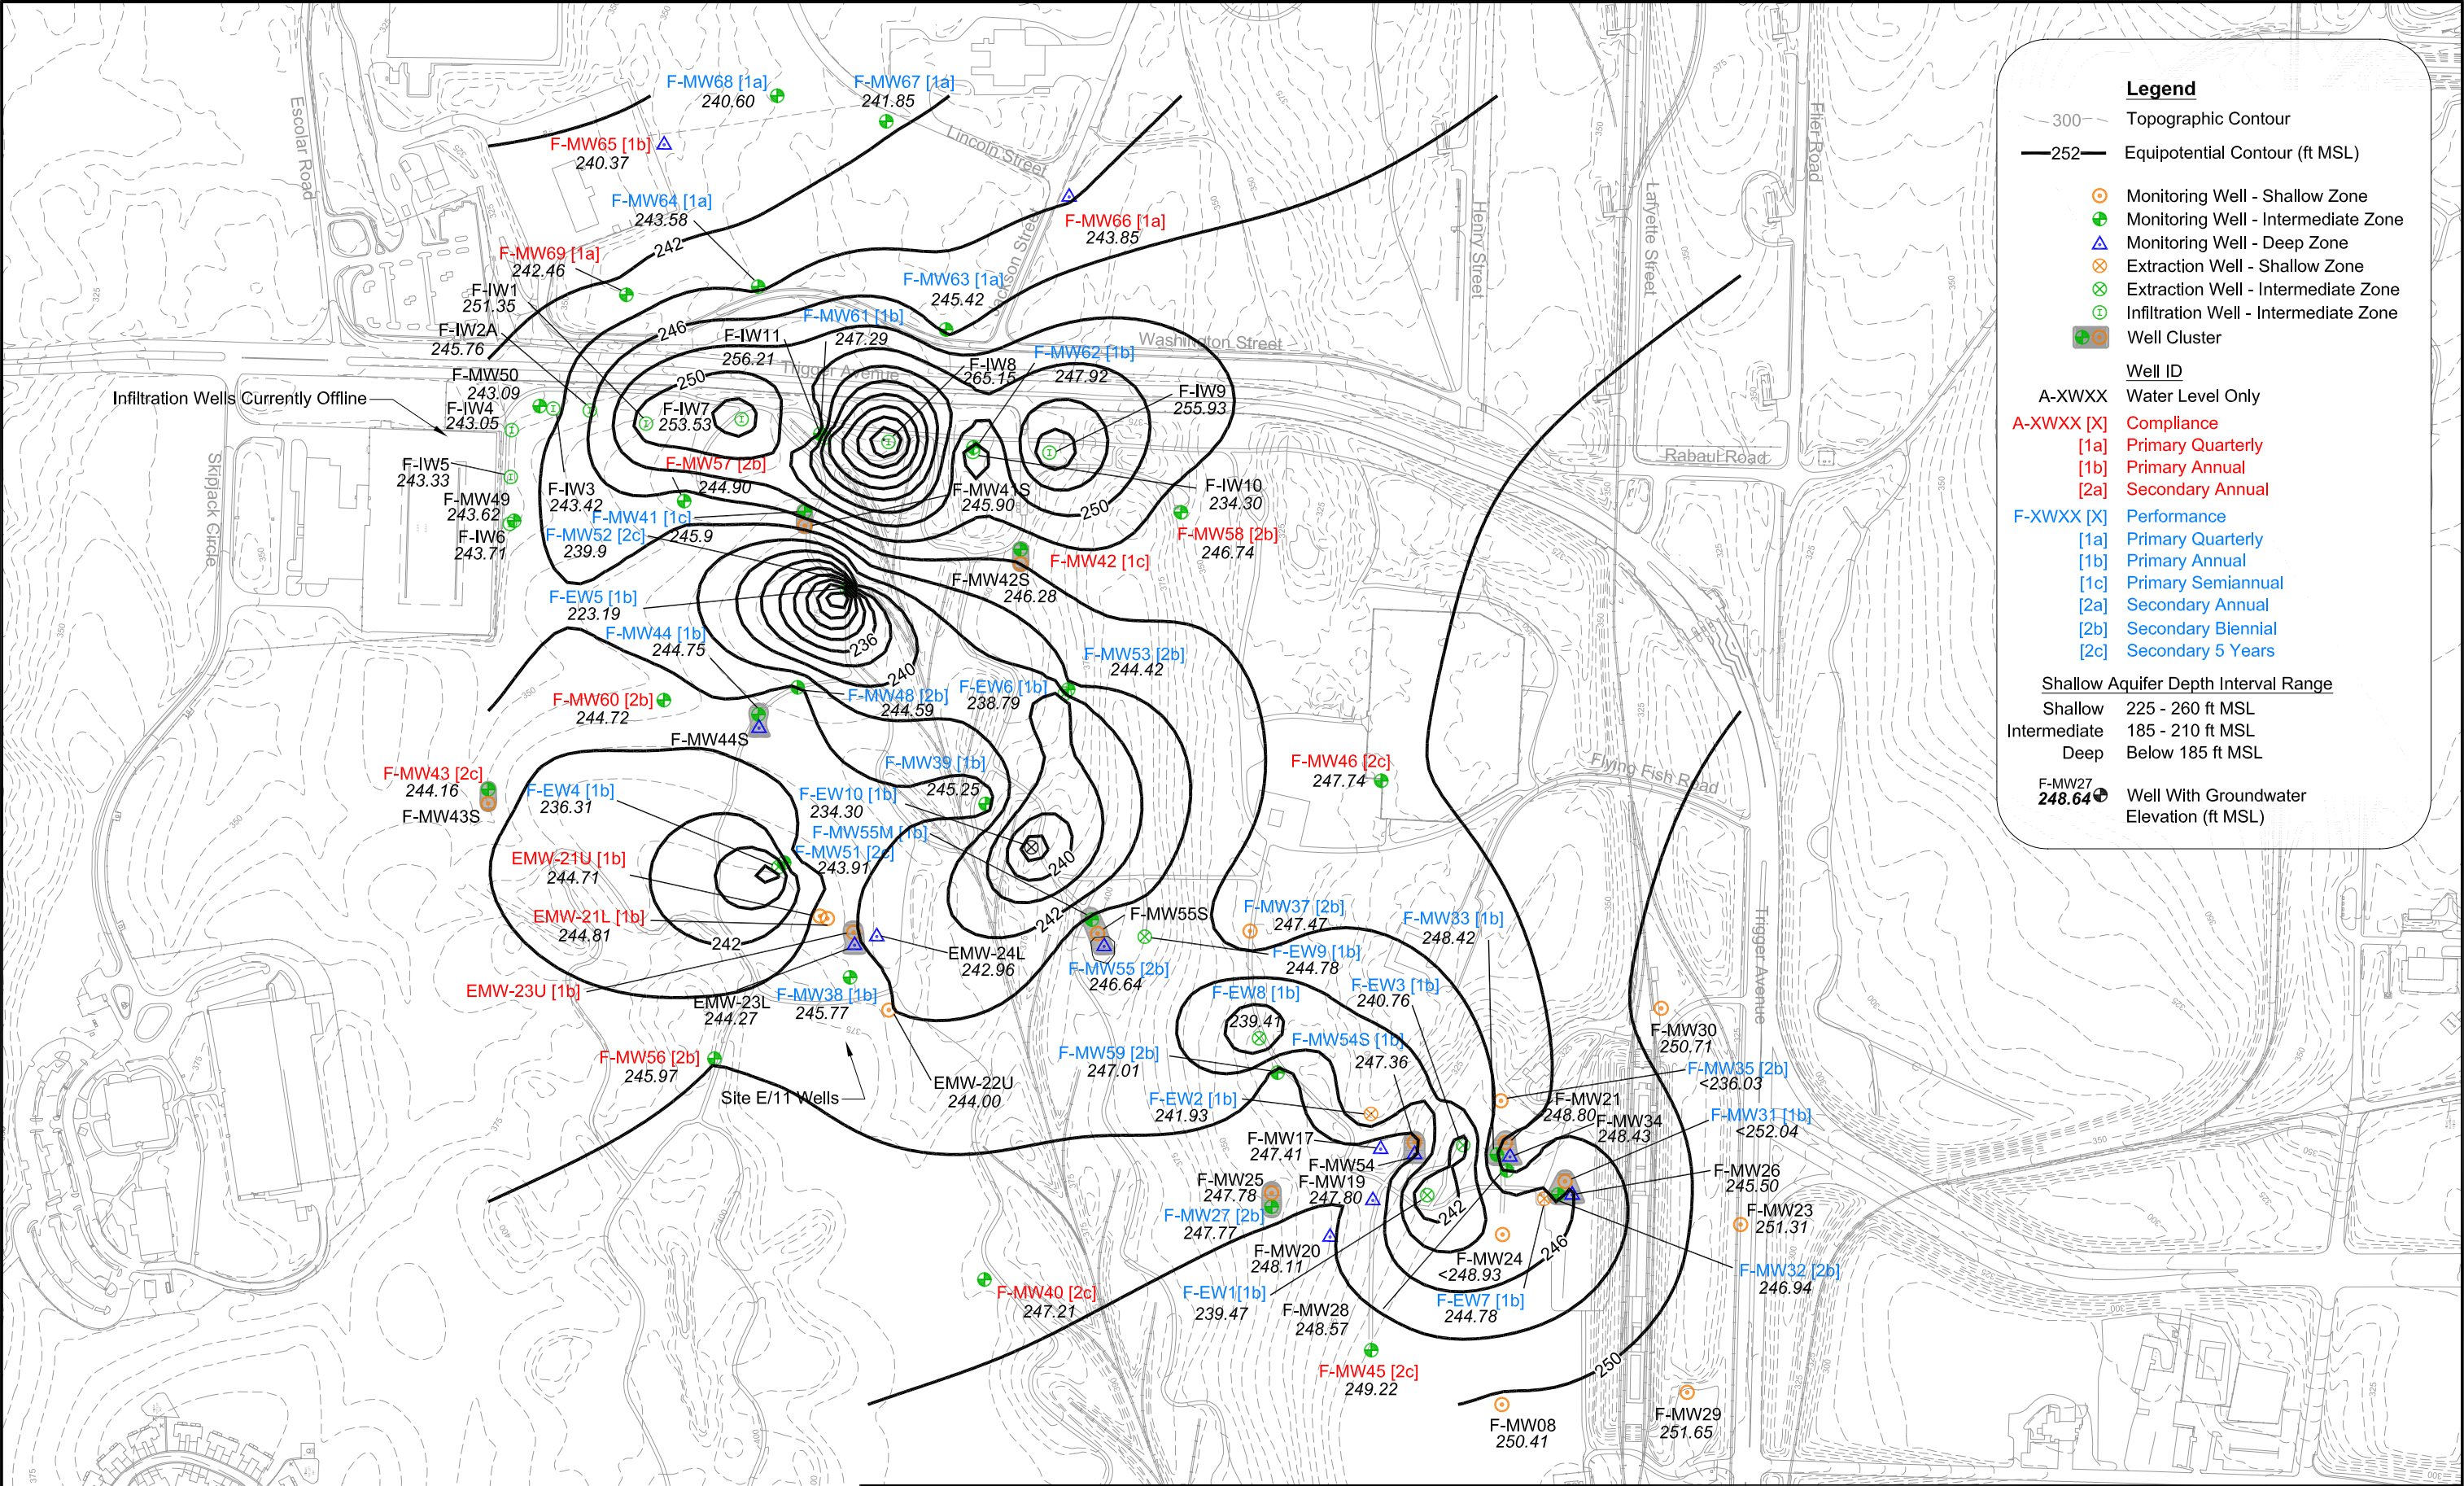 F-MW68 [1a]
240.60
F-MW67 [1a]
241.85
Escolar Road
Lincoln Street
F-MW65 [1b]
240.37
F-MW64 [1a]
243.58
F-MW66 [1a]
243.85
Jackson Street
Henry Street
Lafyette Street
Flier Road
242
F-MW69 [1a]
242.46
F-IW1
251.35
F-MW63 [1a]
245.42
F-IW2A
245.76
246
F-MW61 [1b]
247.29
F-IW11
256.21
Trigger Avenue
Washington Street
F-IW8
265.15
F-MW62 [1b]
247.92
F-IW9
255.93
F-MW50
243.09
250
Infiltration Wells Currently Offline
F-IW4
243.05
F-IW7
253.53
Skipjack Circle
F-IW5
243.33
F-MW57 [2b]
244.90
Rabaul Road
F-MW49
243.62
F-IW3
243.42
F-MW41S
245.90
F-IW10
234.30
250
F-IW6
243.71
F-MW41 [1c]
245.9
F-MW52 [2c]
239.9
F-MW58 [2b]
246.74
F-MW42 [1c]
F-MW42S
246.28
F-EW5 [1b]
223.19
F-MW44 [1b]
244.75
236
240
F-MW53 [2b]
244.42
F-MW60 [2b]
244.72
F-MW48 [2b]
244.59
F-EW6 [1b]
238.79
F-MW44S
F-MW43 [2c]
244.16
F-MW43S
F-EW4 [1b]
236.31
F-MW39 [1b]
245.25
F-EW10 [1b]
234.30
F-MW46 [2c]
247.74
Flying Fish Road
F-MW55M [1b]
F-MW51 [2c]
243.91
240
EMW-21U [1b]
244.71
EMW-21L [1b]
244.81
242
242
F-MW55S
F-MW37 [2b]
247.47
F-MW33 [1b]
248.42
Trigger Avenue
EMW-24L
242.96
F-EW9 [1b]
244.78
F-MW55 [2b]
246.64
EMW-23U [1b]
EMW-23L
244.27
F-MW38 [1b]
245.77
F-EW8 [1b]
239.41
F-EW3 [1b]
240.76
F-MW30
250.71
F-MW54S [1b]
247.36
F-MW56 [2b]
245.97
F-MW59 [2b]
247.01
F-MW35 [2b]
<236.03
Site E/11 Wells
EMW-22U
244.00
F-EW2 [1b]
241.93
F-MW21
248.80
F-MW31 [1b]
<252.04
F-MW34
248.43
F-MW17
247.41
F-MW54
F-MW19
247.80
F-MW25
247.78
F-MW26
245.50
F-MW27 [2b]
247.77
242
F-MW23
251.31
F-MW20
248.11
F-MW24
<248.93
246
F-MW32 [2b]
246.94
F-MW40 [2c]
247.21
F-EW1[1b]
239.47
F-MW28
248.57
F-EW7 [1b]
244.78
250
F-MW45 [2c]
249.22
F-MW08
250.41
F-MW29
251.65
Legend
300 Topographic Contour
252 Equipotential Contour (ft MSL)
Monitoring Well - Shallow Zone
Monitoring Well - Intermediate Zone
Monitoring Well - Deep Zone
Extraction Well - Shallow Zone
Extraction Well - Intermediate Zone
Infiltration Well - Intermediate Zone
Well Cluster
Well ID
A-XWXX Water Level Only
A-XWXX [X] Compliance
[1a] Primary Quarterly
[1b] Primary Annual
[2a] Secondary Annual
F-XWXX [X] Performance
[1a] Primary Quarterly
[1b] Primary Annual
[1c] Primary Semiannual
[2a] Secondary Annual
[2b] Secondary Biennial
[2c] Secondary 5 Years
Shallow Aquifer Depth Interval Range
Shallow 225 - 260 ft MSL
Intermediate 185 - 210 ft MSL
Deep Below 185 ft MSL
F-MW27
248.64 Well With Groundwater
Elevation (ft MSL)